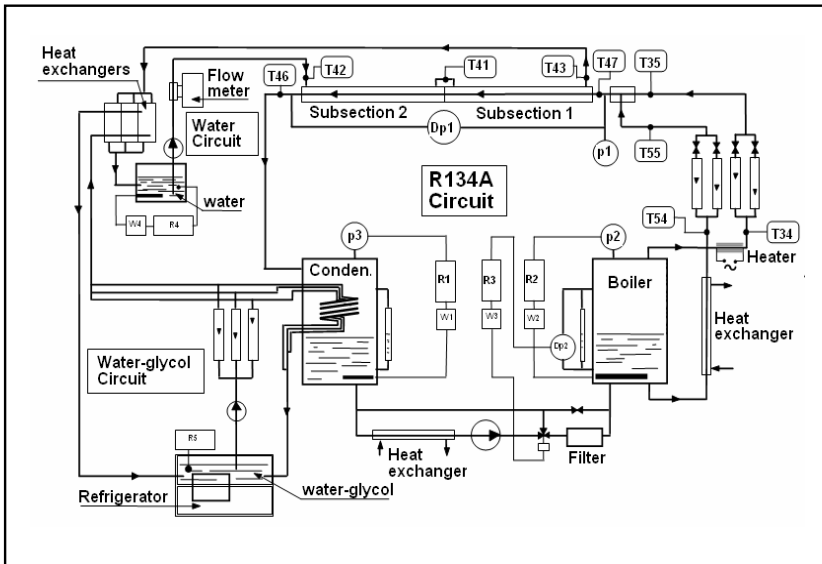 Heat
exchangers
Flow
meter
Water
Circuit
water
W4
R4
T46
T42
T41
T43
T47
T35
Subsection 2
Subsection 1
Dp1
p1
T55
R134A
Circuit
T54
T34
Heater
p3
Conden.
R1
R3
R2
p2
Boiler
W1
W3
W2
Dp2
Heat
exchanger
Water-glycol
Circuit
R5
Refrigerator
water-glycol
Heat
exchanger
Filter